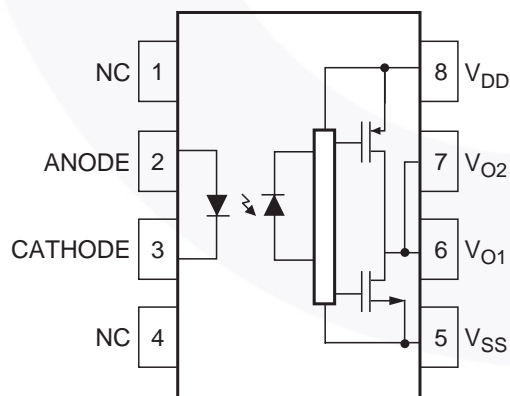 NC 1
8 VDD
ANODE 2
7 VO2
CATHODE 3
6 VO1
NC 4
5 VSS